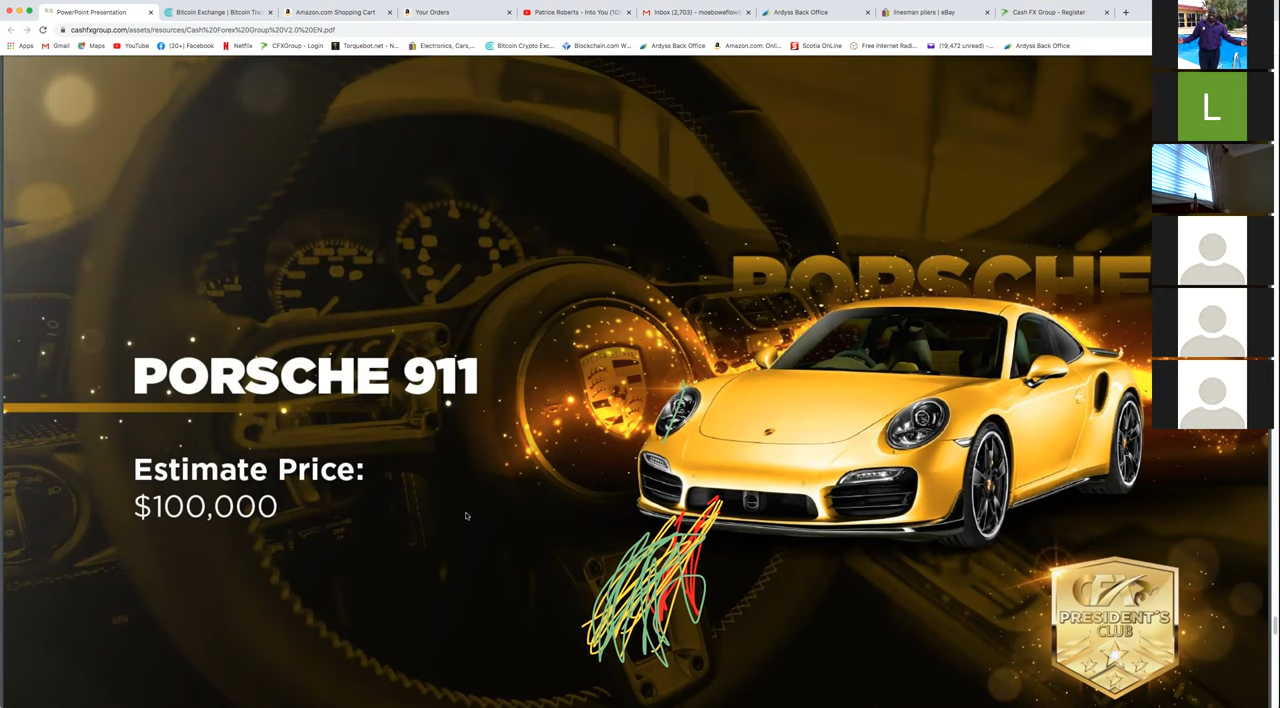 PowerPoint Presentation
Bitcoin Exchange | Bitcoin Tra
Amazon.com Shopping Cart
Your Orders
Patrice Roberts - Into You (10
Inbox (2,703) - moeboweflow
Ardyss Back Office
linesman pliers | eBay
Cash FX Group - Register
cashfxgroup.com/assets/resources/Cash%20Forex%20Group%20V2.0%20EN.pdf
Apps
Gmail
Maps
YouTube
(20+) Facebook
Netflix
CFXGroup - Login
Torquebot.net - N...
Electronics, Cars,...
Bitcoin Crypto Exc...
Blockchain.com W...
Ardyss Back Office
Amazon.com: Onli...
Scotia OnLine
Free Internet Radi...
(19,472 unread) -...
Ardyss Back Office
L
PORSCHE
PORSCHE 911
Estimate Price:
$100,000
CFX
PRESIDENT´S
CLUB